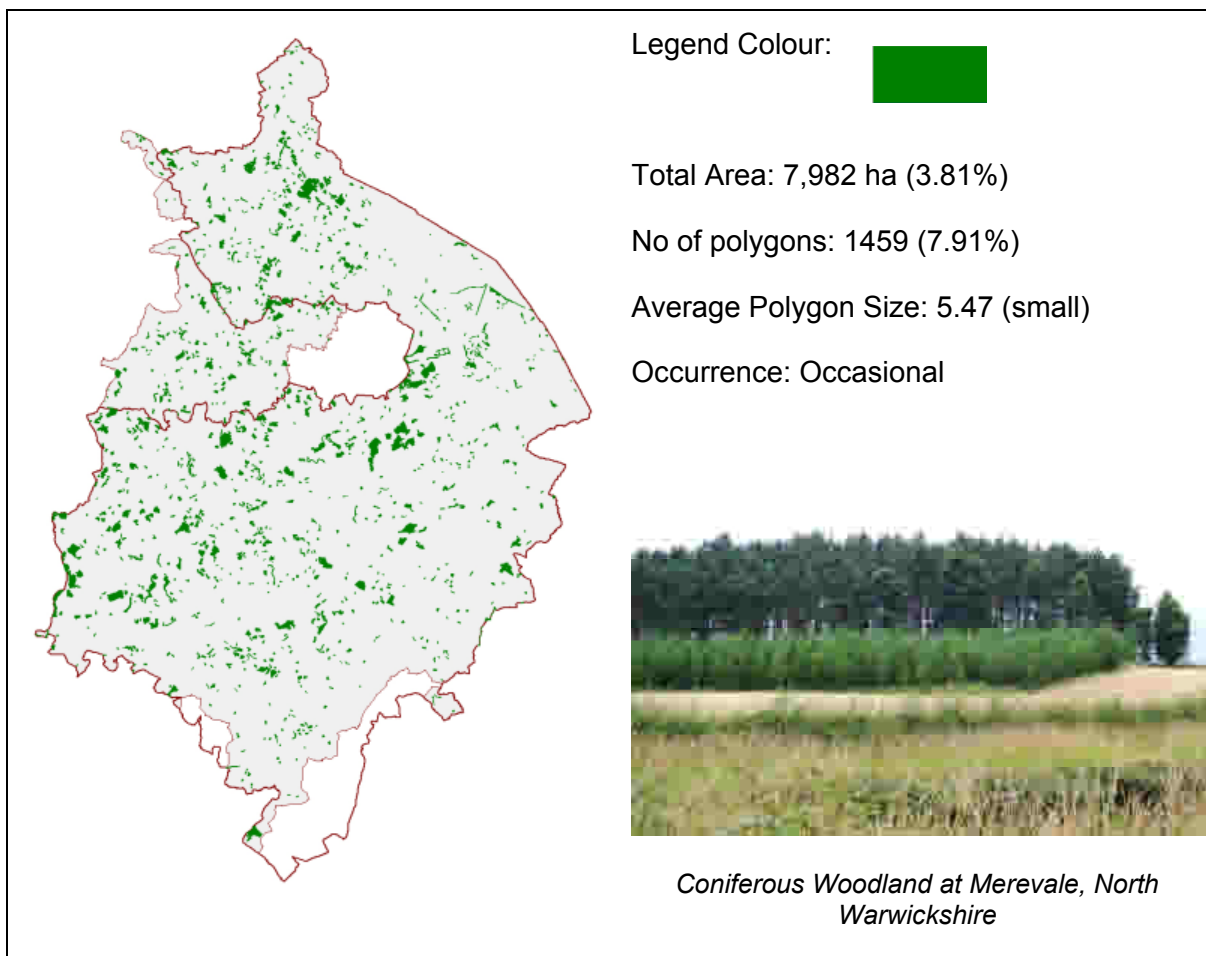 Legend Colour:
Total Area: 7,982 ha (3.81%)
No of polygons: 1459 (7.91%)
Average Polygon Size: 5.47 (small)
Occurrence: Occasional
Coniferous Woodland at Merevale, North
Warwickshire